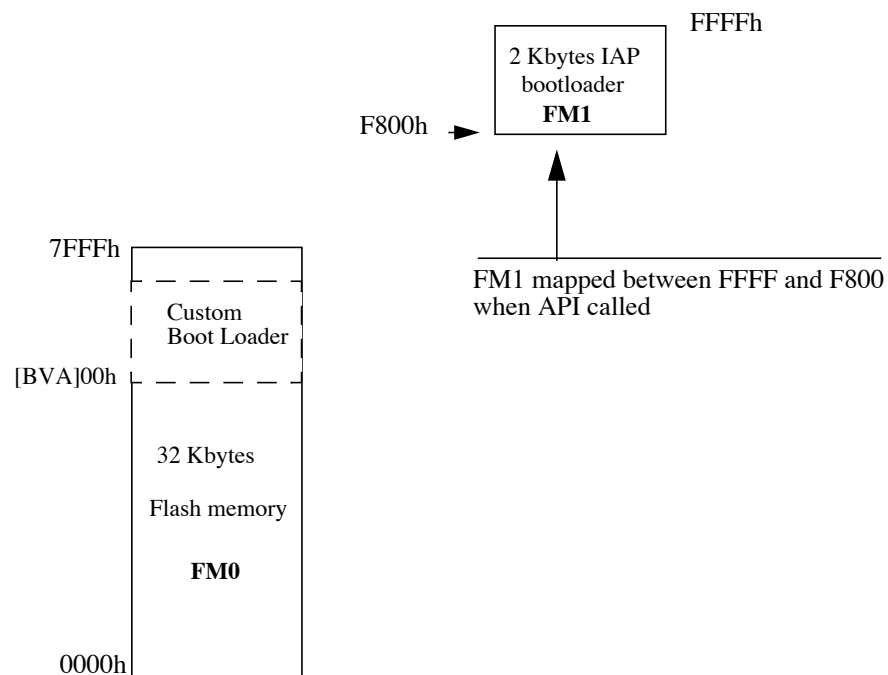 FFFFh
2 Kbytes IAP
bootloader
FM1
F800h
7FFFh
FM1 mapped between FFFF and F800
when API called
Custom
Boot Loader
[BVA]00h
32 Kbytes
Flash memory
FM0
0000h